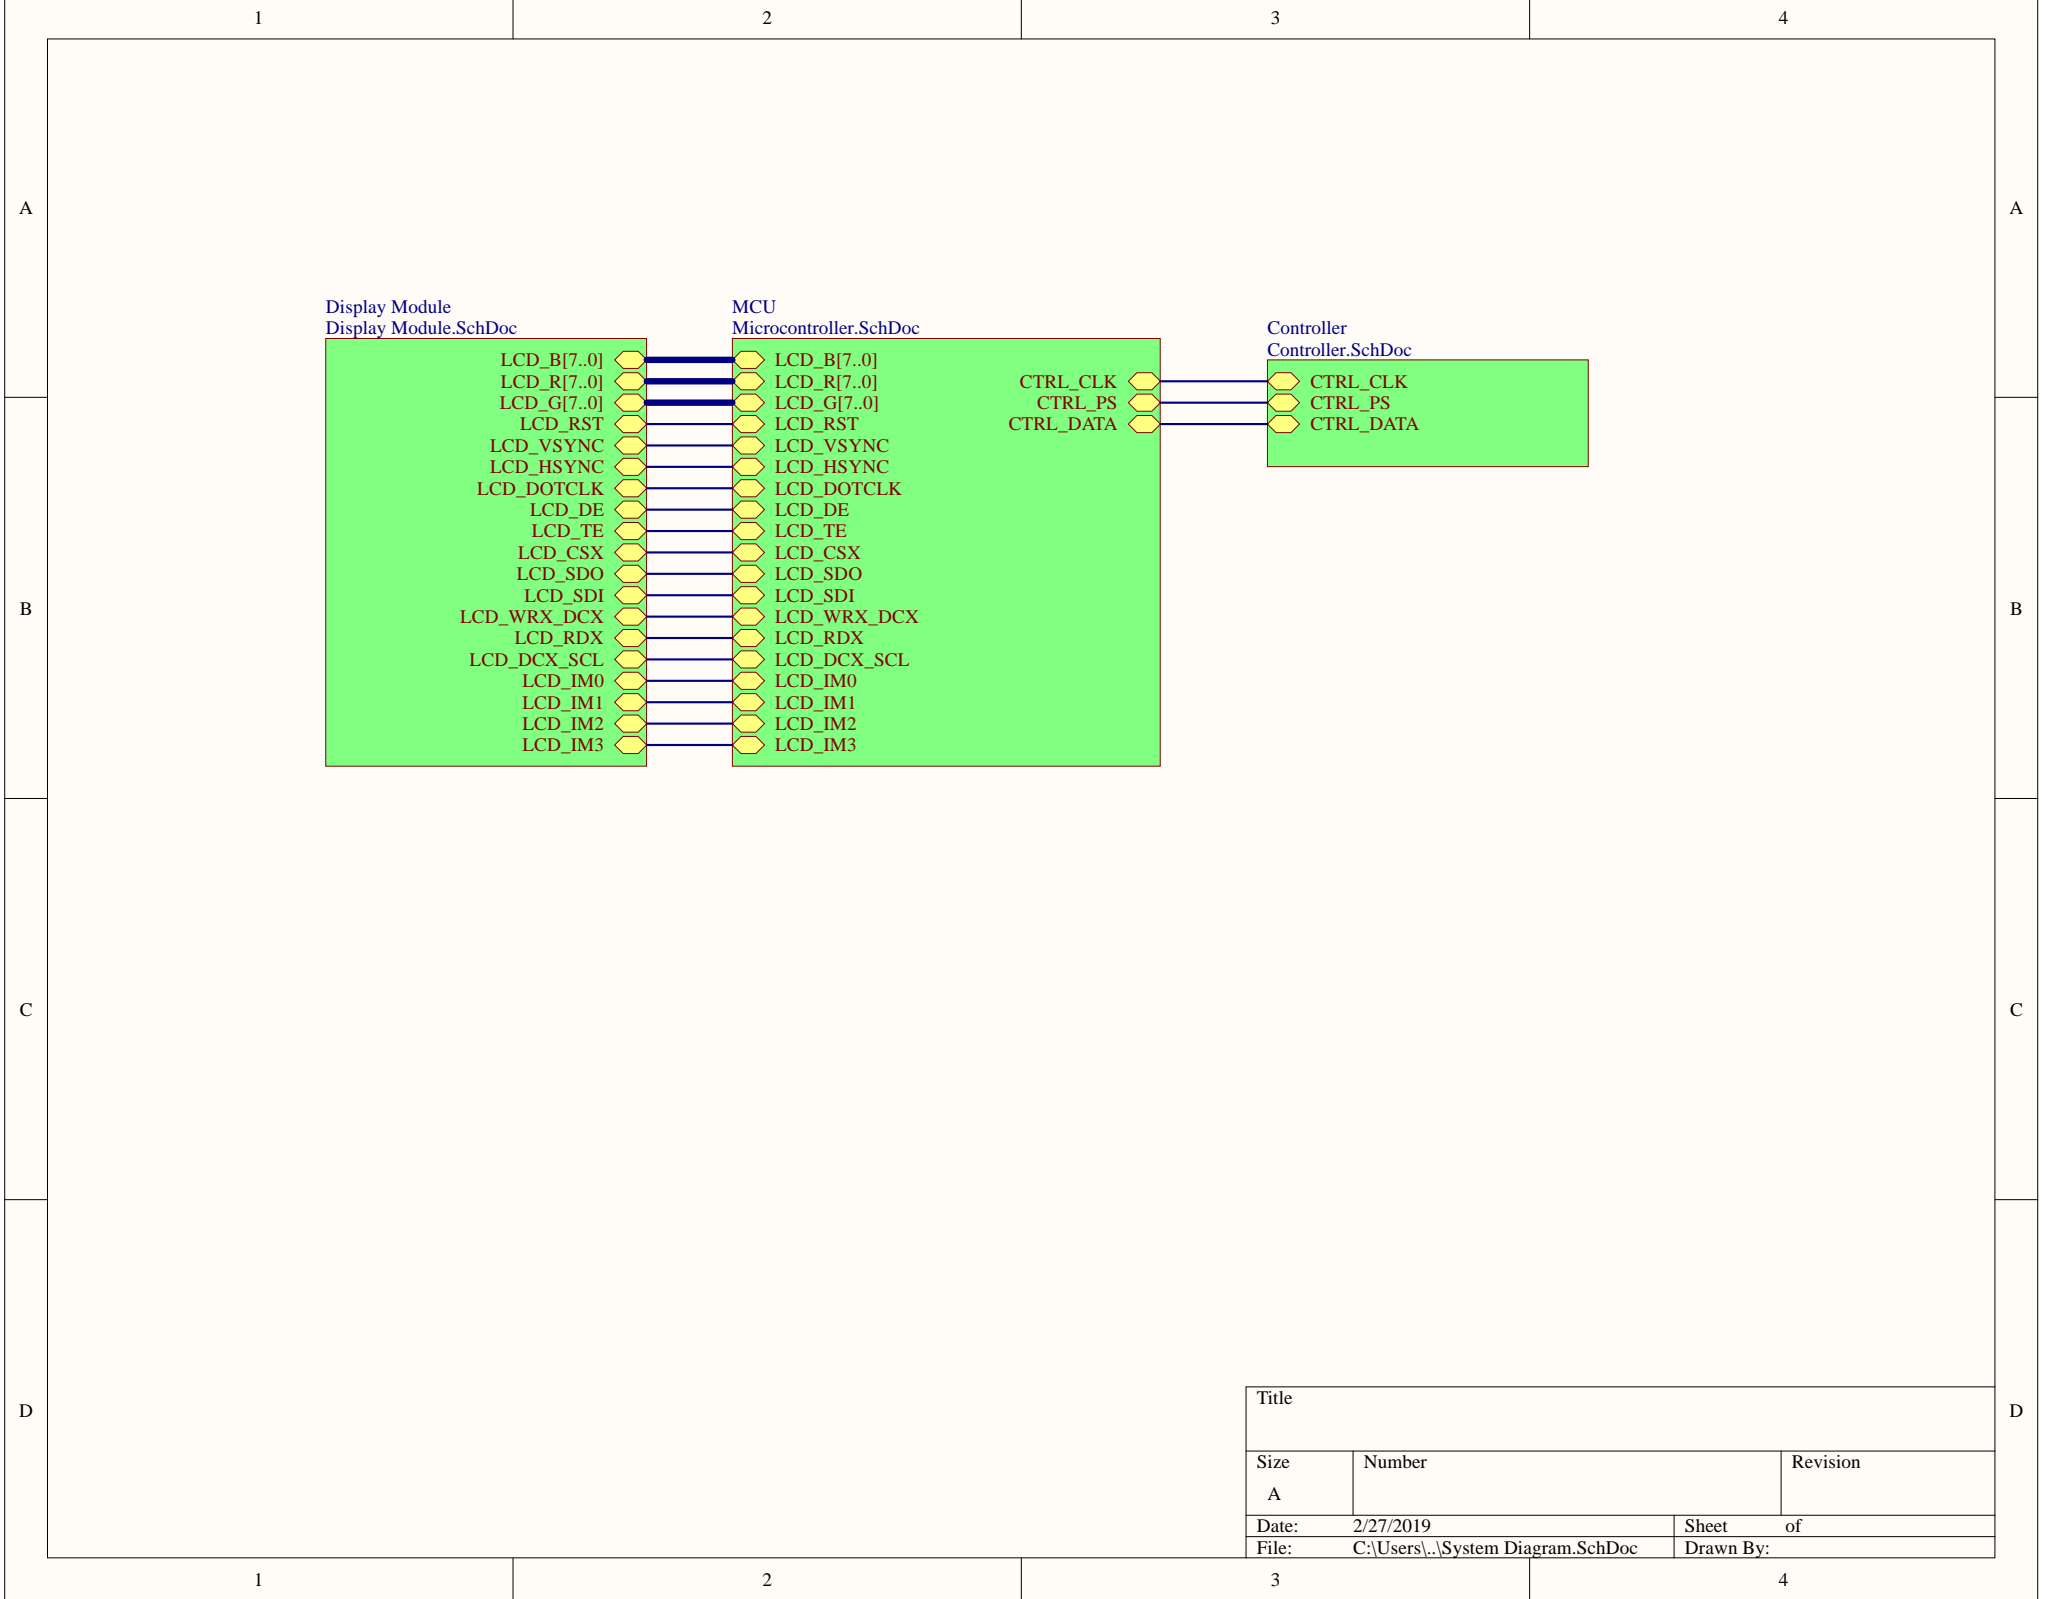 1 2 3 4
A A
Display Module
Display Module.SchDoc
LCD_B[7..0]
LCD_R[7..0]
LCD_G[7..0]
LCD_RST
LCD_VSYNC
LCD_HSYNC
LCD_DOTCLK
LCD_DE
LCD_TE
LCD_CSX
LCD_SDO
LCD_SDI
LCD_WRX_DCX
LCD_RDX
LCD_DCX_SCL
LCD_IM0
LCD_IM1
LCD_IM2
LCD_IM3
MCU
Microcontroller.SchDoc
LCD_B[7..0]
LCD_R[7..0]
LCD_G[7..0]
LCD_RST
LCD_VSYNC
LCD_HSYNC
LCD_DOTCLK
LCD_DE
LCD_TE
LCD_CSX
LCD_SDO
LCD_SDI
LCD_WRX_DCX
LCD_RDX
LCD_DCX_SCL
LCD_IM0
LCD_IM1
LCD_IM2
LCD_IM3
CTRL_CLK
CTRL_PS
CTRL_DATA
Controller
Controller.SchDoc
CTRL_CLK
CTRL_PS
CTRL_DATA
B B
C C
D D
Title
Size Number Revision
A
Date: 2/27/2019 Sheet of
File: C:\Users\..\System Diagram.SchDoc Drawn By:
1 2 3 4